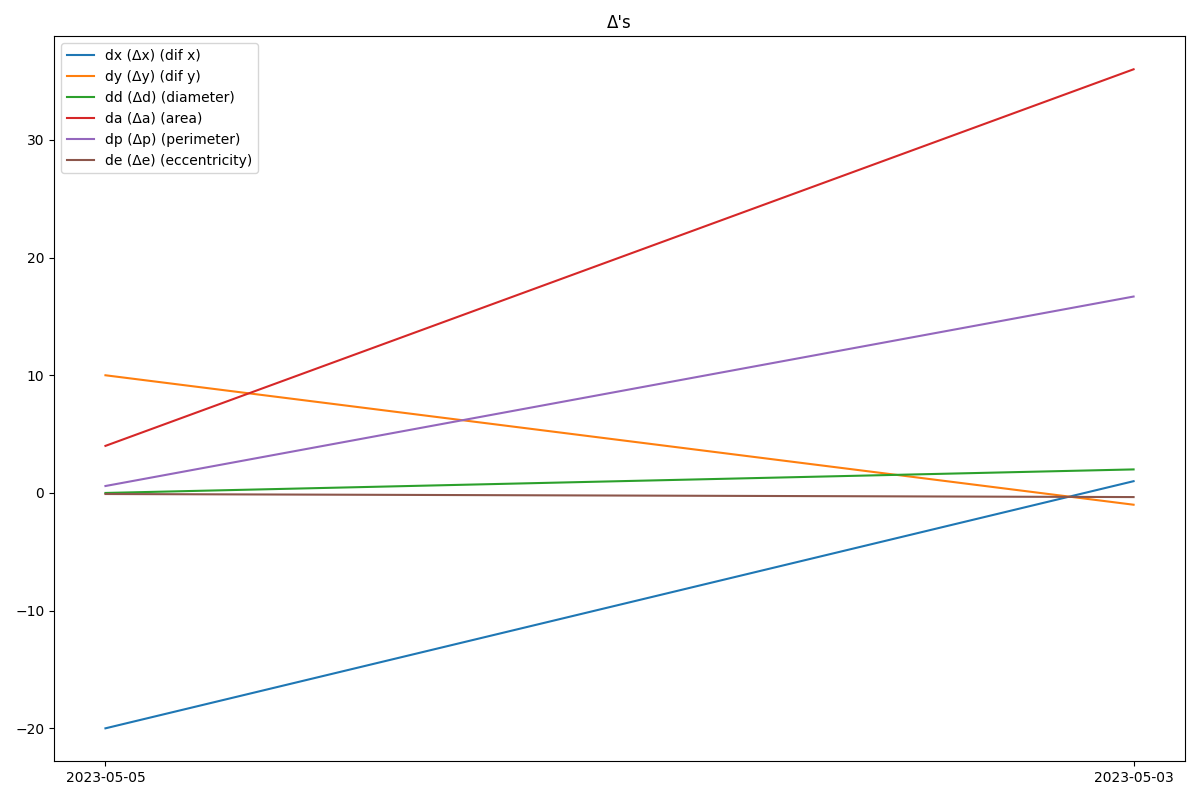 Δ's
dx (Δx) (dif x)
dy (Δy) (dif y)
dd (Δd) (diameter)
da (Δa) (area)
dp (Δp) (perimeter)
de (Δe) (eccentricity)
30
20
10
0
−10
−20
2023-05-05
2023-05-03